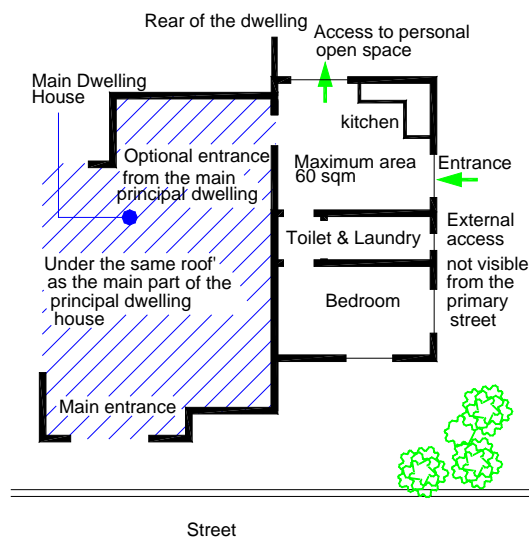 Rear of the dwelling
Access to personal
open space
Main Dwelling
House
kitchen
Optional entrance
from the main
principal dwelling
Maximum area
60 sqm
Entrance
Toilet & Laundry
External
access
not visible
from the
primary
street
Under the same roof'
as the main part of the
principal dwelling
house
Bedroom
Main entrance
Street